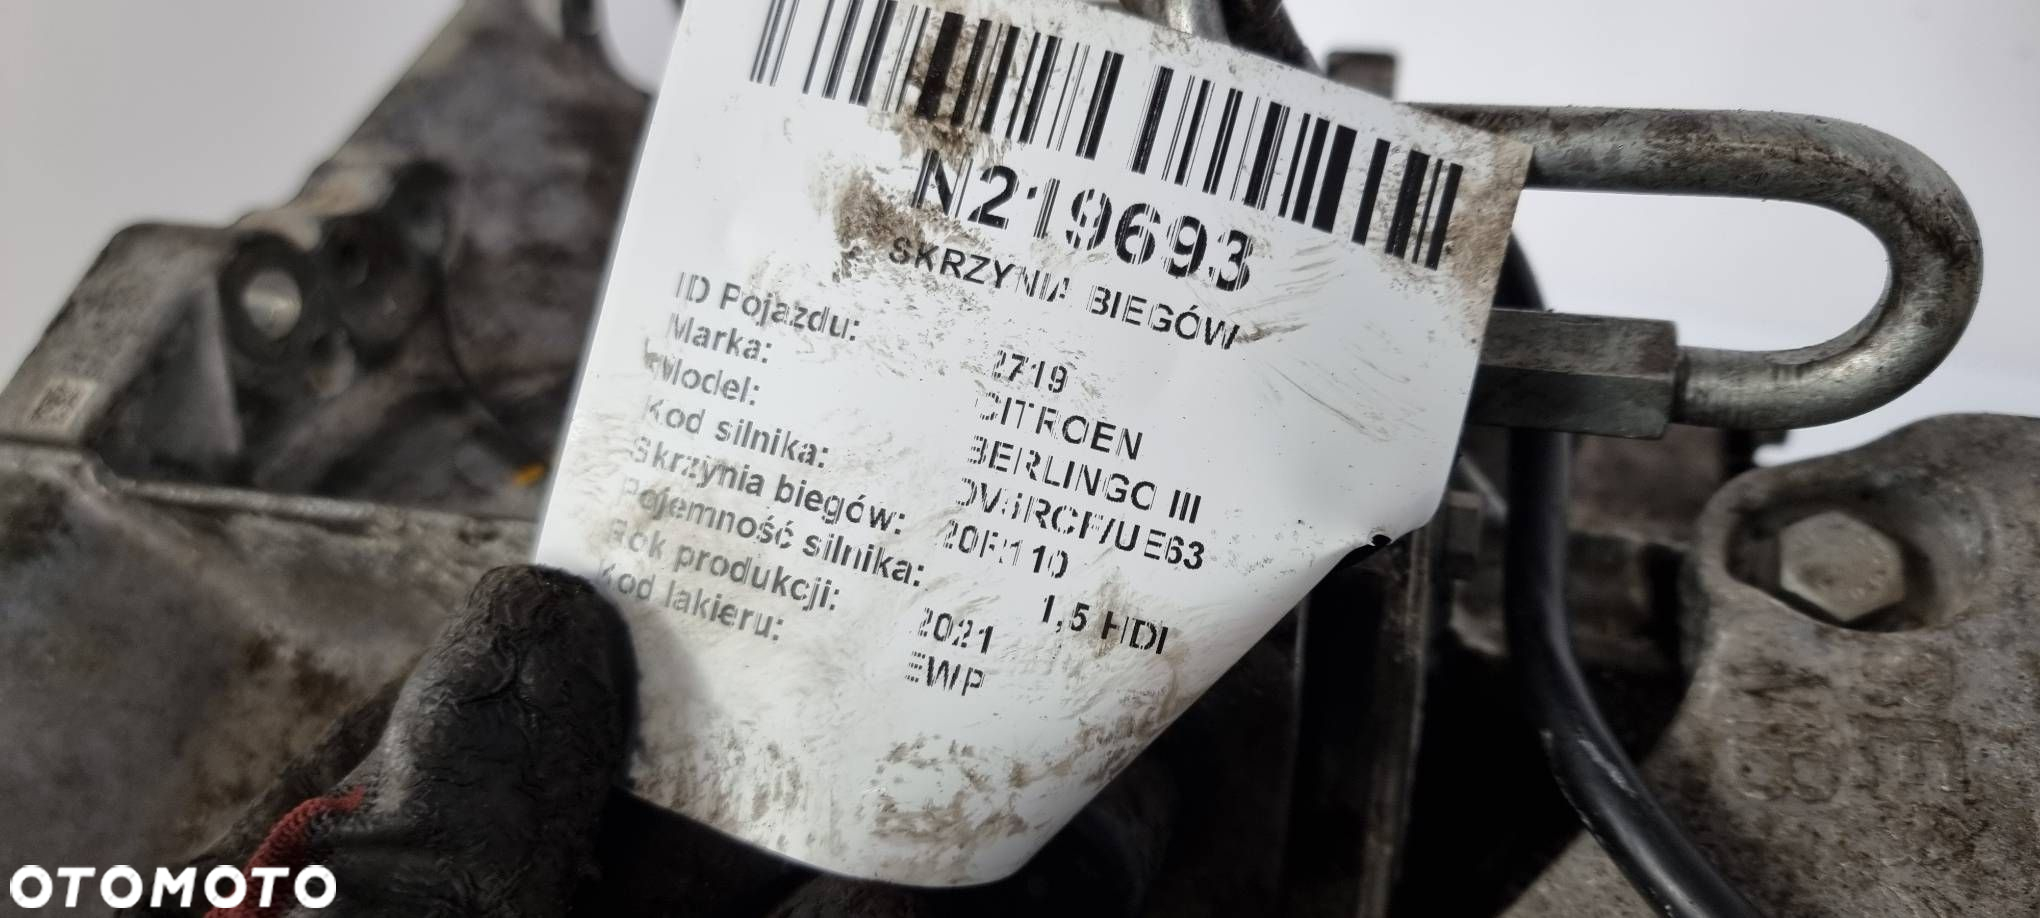 N219693
SKRZYNIA BIEGÓW
ID Pojazdu: 2719
Marka: CITROEN
Model: BERLINGO III
Kod silnika: DV5RCF/UE63
Skrzynia biegów: 20R110
Pojemność silnika: 1,5 HDI
Rok produkcji: 2021
Kod lakieru: EWP
OTOMOTO